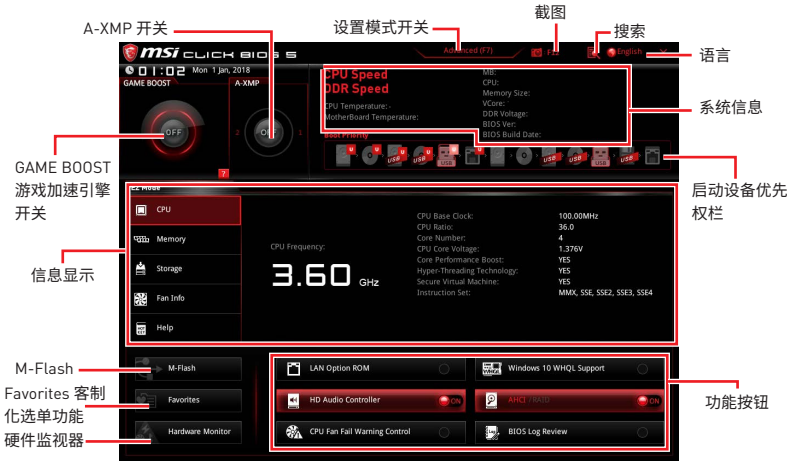 A-XMP 开关
设置模式开关
截图
搜索
语言
系统信息
启动设备优先
权栏
GAME BOOST
游戏加速引擎
开关
信息显示
M-Flash
Favorites 客制
化选单功能
硬件监视器
功能按钮
msi CLICK BIOS 5
Advanced (F7)
F12
English
01:02 Mon 1 Jan, 2018
GAME BOOST
A-XMP
OFF
2 OFF 1
?
CPU Speed
DDR Speed
CPU Temperature: -
MotherBoard Temperature:
MB:
CPU:
Memory Size:
VCore:
DDR Voltage:
BIOS Ver:
BIOS Build Date:
Boot Priority
U U USB U USB U USB U U USB USB USB USB
EZ Mode
CPU
Memory
Storage
Fan Info
Help
CPU Frequency:
3.60 GHz
CPU Base Clock: 100.00MHz
CPU Ratio: 36.0
Core Number: 4
CPU Core Voltage: 1.376V
Core Performance Boost: YES
Hyper-Threading Technology: YES
Secure Virtual Machine: YES
Instruction Set: MMX, SSE, SSE2, SSE3, SSE4
M-Flash
Favorites
Hardware Monitor
LAN Option ROM
Windows 10 WHQL Support
HD Audio Controller ON
AHCI /RAID ON
CPU Fan Fail Warning Control
BIOS Log Review